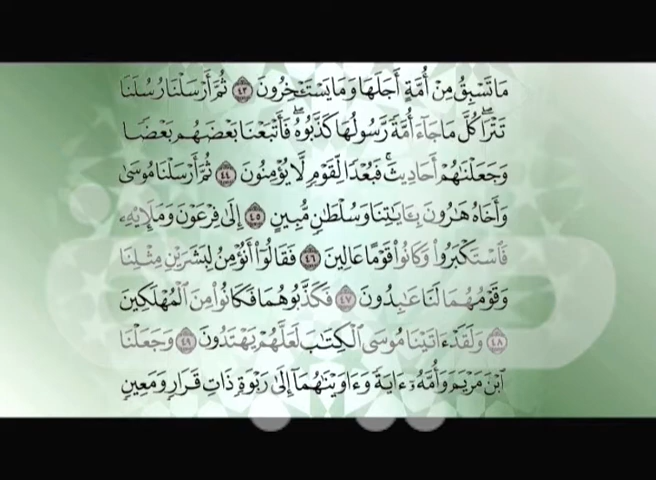 مَا تَسْبِقُ مِنْ أُمَّةٍ أَجَلَهَا وَمَا يَسْتَـْٔخِرُونَ ٤٣ ثُمَّ أَرْسَلْنَا رُسُلَنَا
تَتْرَا كُلَّ مَا جَآءَ أُمَّةً رَّسُولُهَا كَذَّبُوهُ فَأَتْبَعْنَا بَعْضَهُم بَعْضًا
وَجَعَلْنَٰهُمْ أَحَادِيثَ فَبُعْدًا لِّقَوْمٍ لَّا يُؤْمِنُونَ ٤٤ ثُمَّ أَرْسَلْنَا مُوسَىٰ
وَأَخَاهُ هَٰرُونَ بِـَٔايَٰتِنَا وَسُلْطَٰنٍ مُّبِينٍ ٤٥ إِلَىٰ فِرْعَوْنَ وَمَلَإِي۟هِۦ
فَٱسْتَكْبَرُوا۟ وَكَانُوا۟ قَوْمًا عَالِينَ ٤٦ فَقَالُوٓا۟ أَنُؤْمِنُ لِبَشَرَيْنِ مِثْلِنَا
وَقَوْمُهُمَا لَنَا عَٰبِدُونَ ٤٧ فَكَذَّبُوهُمَا فَكَانُوا۟ مِنَ ٱلْمُهْلَكِينَ
٤٨ وَلَقَدْ ءَاتَيْنَا مُوسَى ٱلْكِتَٰبَ لَعَلَّهُمْ يَهْتَدُونَ ٤٩ وَجَعَلْنَا
ٱبْنَ مَرْيَمَ وَأُمَّهُۥٓ ءَايَةً وَءَاوَيْنَٰهُمَآ إِلَىٰ رَبْوَةٍ ذَاتِ قَرَارٍ وَمَعِينٍ